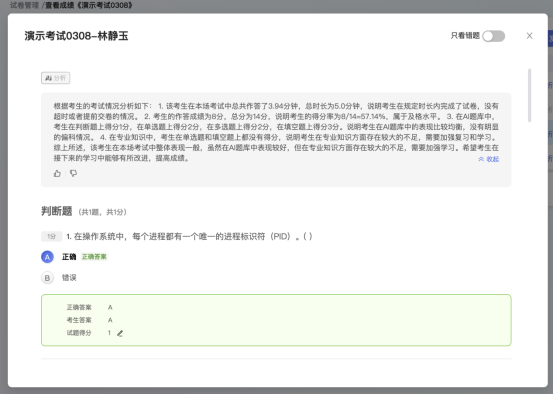 试卷管理 /查看成绩《演示考试0308》
演示考试0308-林静玉
只看错题
Ai 分析
根据考生的考试情况分析如下： 1. 该考生在本场考试中总共作答了3.94分钟，总时长为5.0分钟，说明考生在规定时长内完成了试卷，没有
超时或者提前交卷的情况。 2. 考生的作答成绩为8分，总分为14分，说明考生的得分率为8/14=57.14%，属于及格水平。 3. 在AI题库中，
考生在判断题上得分1分，在单选题上得分2分，在多选题上得分2分，在填空题上得分3分。说明考生在AI题库中的表现比较均衡，没有明显
的偏科情况。 4. 在专业知识中，考生在单选题和填空题上都没有得分，说明考生在专业知识方面存在较大的不足，需要加强复习和学习。
综上所述，该考生在本场考试中整体表现一般，虽然在AI题库中表现较好，但在专业知识方面存在较大的不足，需要加强学习。希望考生在
接下来的学习中能够有所改进，提高成绩。
收起
判断题 （共1题，共1分）
1分 1. 在操作系统中，每个进程都有一个唯一的进程标识符（PID）。( )
A 正确 正确答案
B 错误
正确答案 A
考生答案 A
试题得分 1